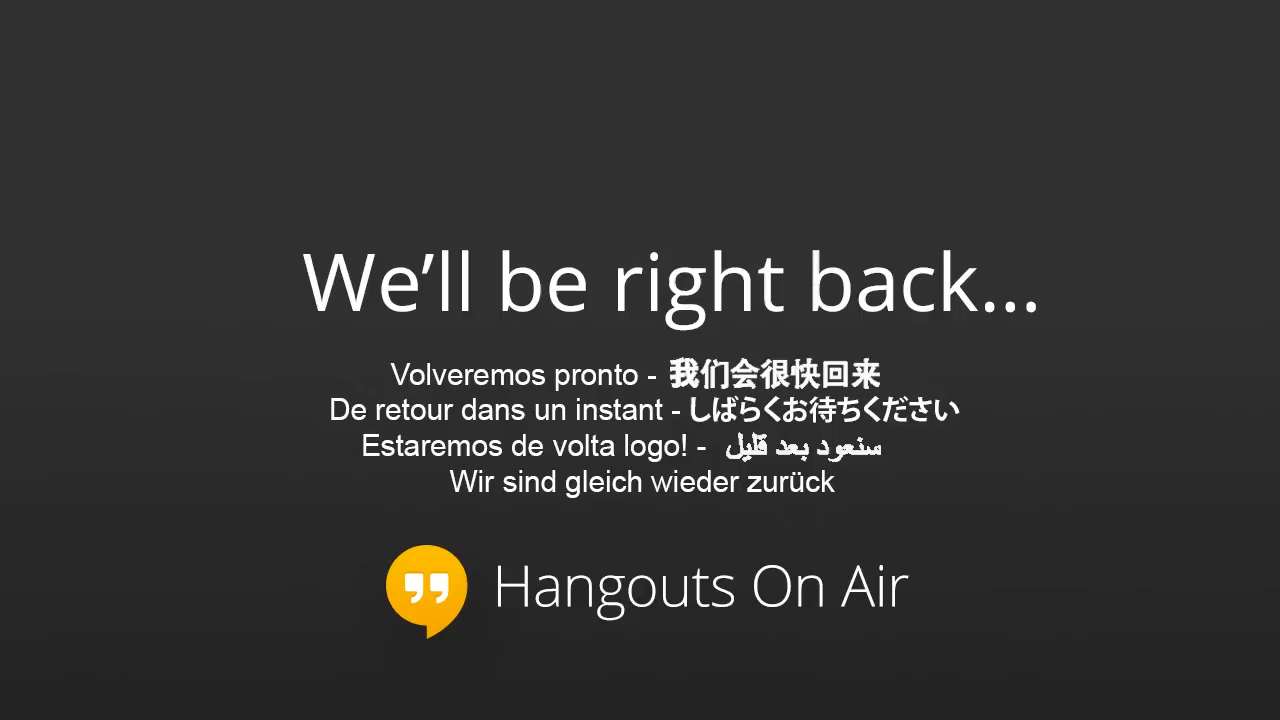 We’ll be right back...
Volveremos pronto - 我们会很快回来
De retour dans un instant - しばらくお待ちください
Estaremos de volta logo! - سنعود بعد قليل
Wir sind gleich wieder zurück
Hangouts On Air